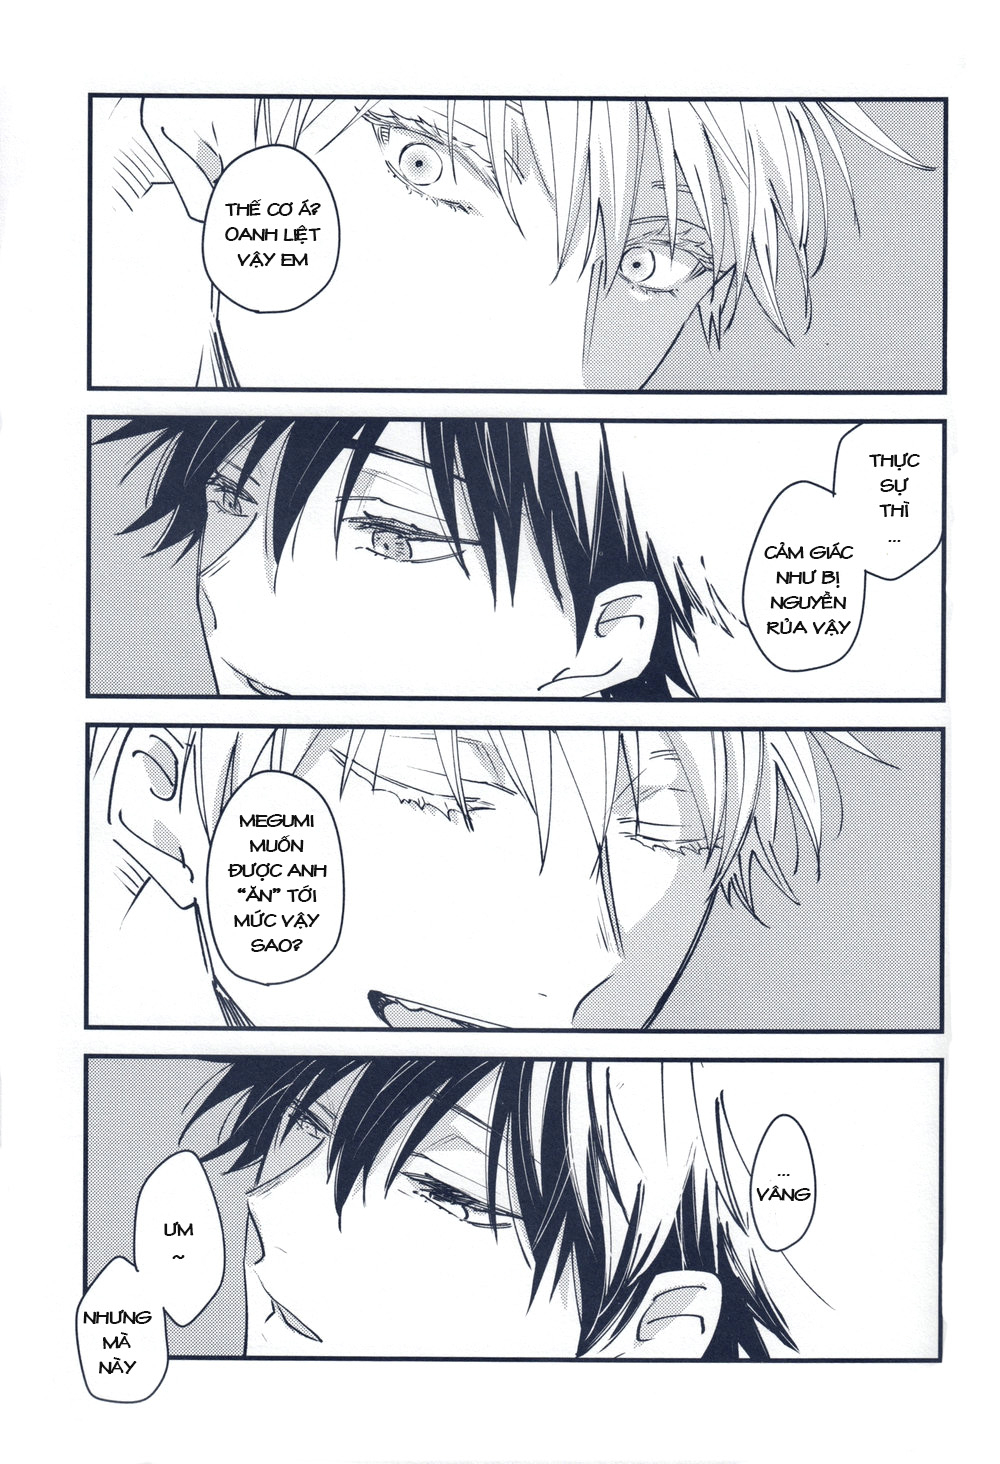 THẾ CƠ Á?
OANH LIỆT
VẬY EM
THỰC
SỰ
THÌ
...
CẢM GIÁC
NHƯ BỊ
NGUYỀN
RỦA VẬY
MEGUMI
MUỐN
ĐƯỢC ANH
“ĂN” TỚI
MỨC VẬY
SAO?
...
VÂNG
ƯM
~
NHƯNG
MÀ
NÀY